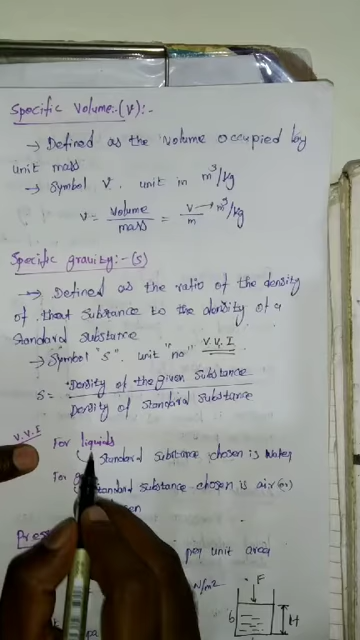 Specific Volume:-(V):-
→ Defined as the volume occupied by
unit mass
→ Symbol V. unit in m³/kg
V = Volume/mass = V/m → m³/kg
Specific gravity:-(S)
→ Defined as the ratio of the density
of that Substance to the density of a
Standard Substance
→ Symbol "S" unit "no" V.V.I
S = Density of the given Substance/Density of Standard Substance
V.V.I
For liquids
Standard Substance chosen is Water
For
Standard Substance chosen is air (or)
per unit area
N/m²
F
b
H